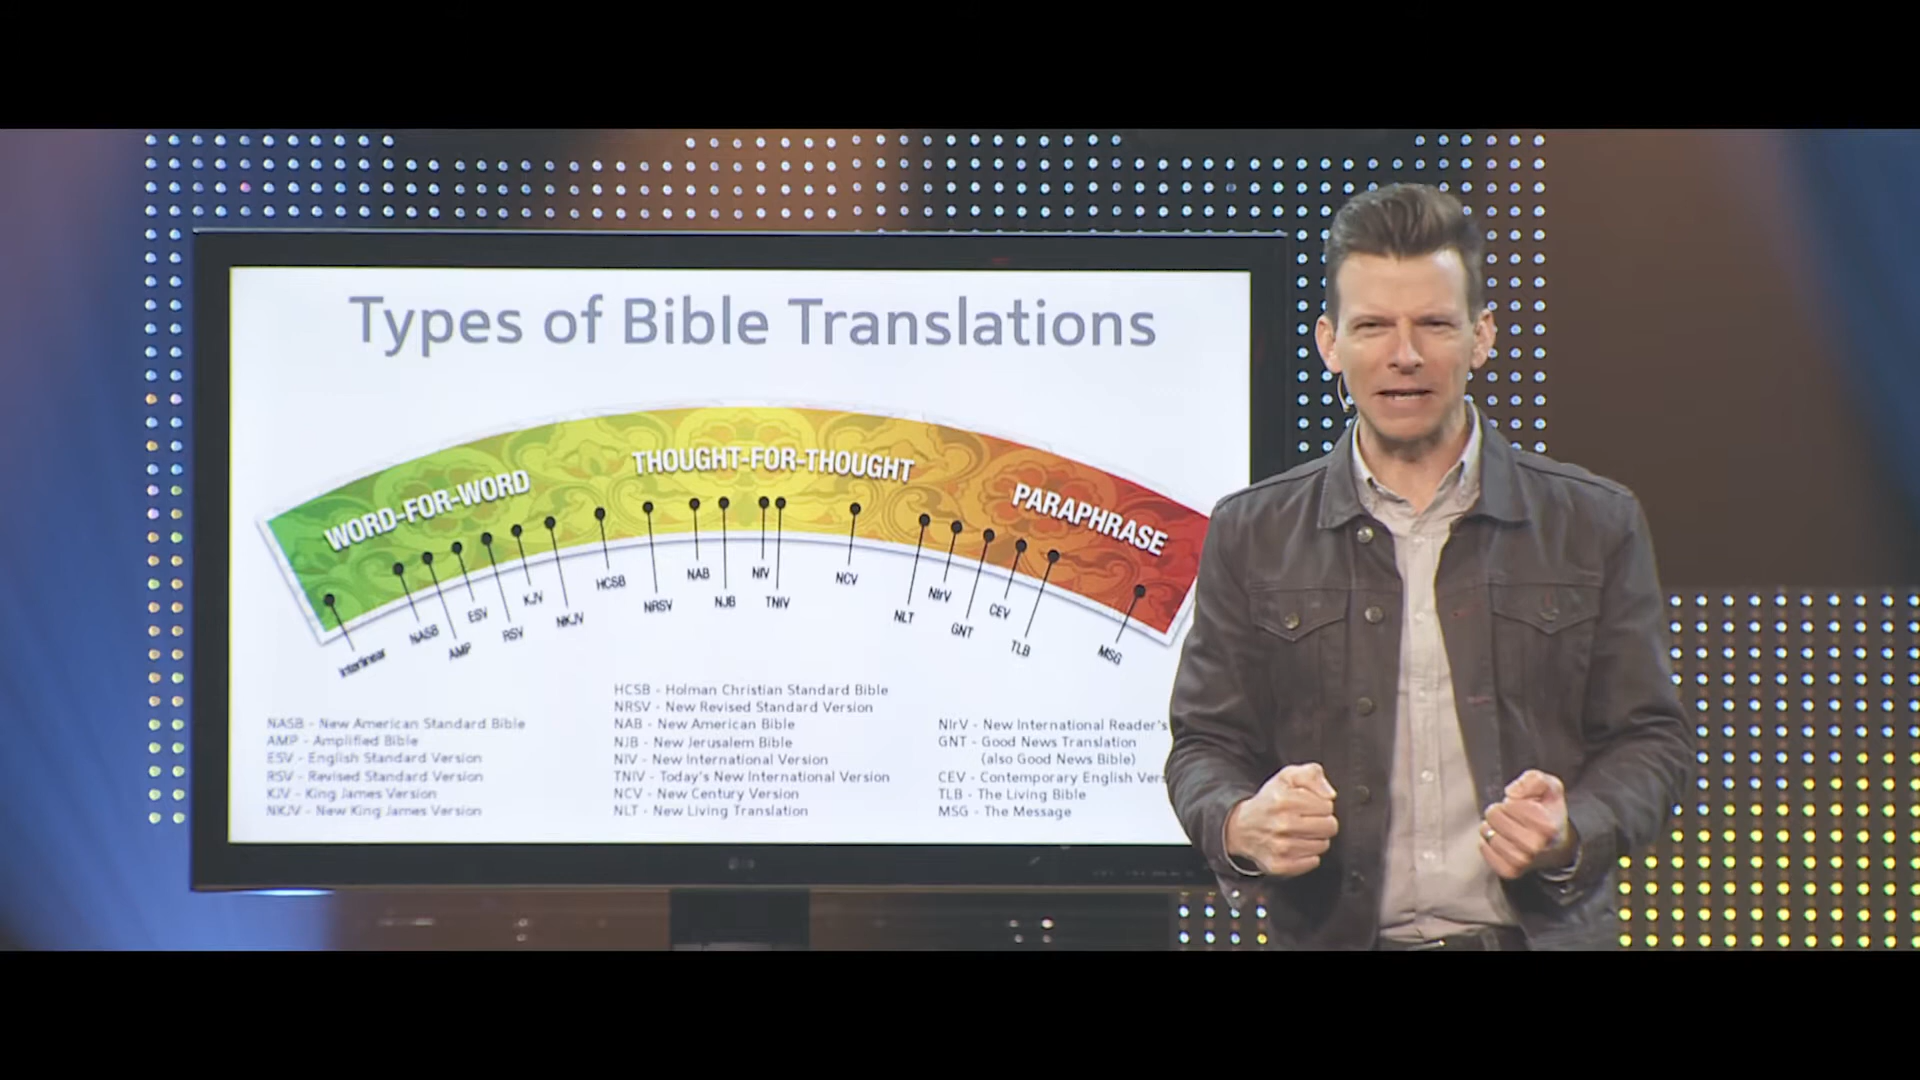 Types of Bible Translations
WORD-FOR-WORD
THOUGHT-FOR-THOUGHT
PARAPHRASE
Interlinear
NASB
AMP
ESV
RSV
KJV
NKJV
HCSB
NRSV
NAB
NJB
NIV
TNIV
NCV
NLT
NIrV
GNT
CEV
TLB
MSG
NASB - New American Standard Bible
AMP - Amplified Bible
ESV - English Standard Version
RSV - Revised Standard Version
KJV - King James Version
NKJV - New King James Version
HCSB - Holman Christian Standard Bible
NRSV - New Revised Standard Version
NAB - New American Bible
NJB - New Jerusalem Bible
NIV - New International Version
TNIV - Today's New International Version
NCV - New Century Version
NLT - New Living Translation
NIrV - New International Reader's
GNT - Good News Translation
(also Good News Bible)
CEV - Contemporary English Vers
TLB - The Living Bible
MSG - The Message